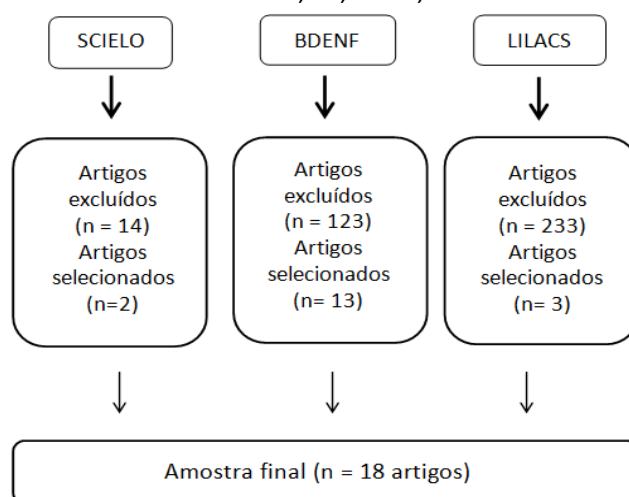 SCIELO
BDENF
LILACS
Artigos
excluídos
(n = 14)
Artigos
selecionados
(n=2)
Artigos
excluídos
(n = 123)
Artigos
selecionados
(n= 13)
Artigos
excluídos
(n = 233)
Artigos
selecionados
(n= 3)
Amostra final (n = 18 artigos)